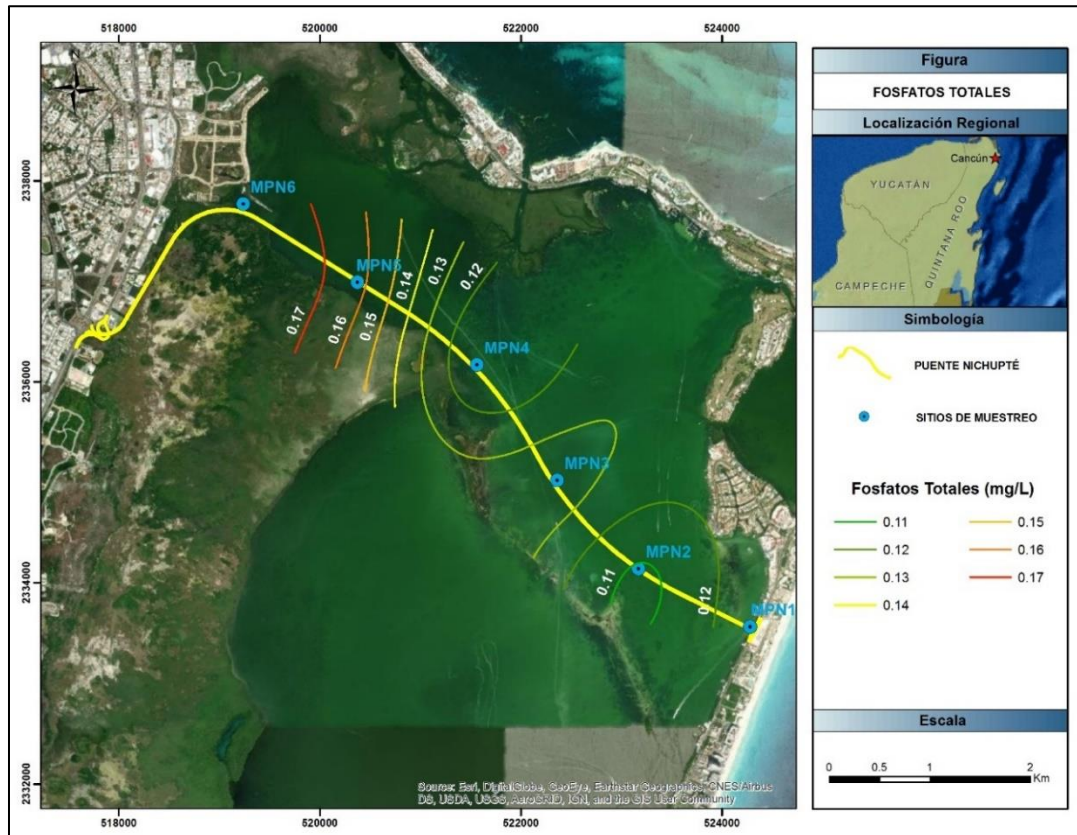 518000
520000
522000
524000
2338000
2336000
2334000
2332000
MPN6
MPN5
MPN4
MPN3
MPN2
MPN1
0.17
0.16
0.15
0.14
0.13
0.12
0.11
0.12
Source: Esri, DigitalGlobe, GeoEye, Earthstar Geographics, CNES/Airbus
DS, USDA, USGS, AeroGRID, IGN, and the GIS User Community
518000
520000
522000
524000
Figura
FOSFATOS TOTALES
Localización Regional
Cancún
YUCATÁN
QUINTANA ROO
CAMPECHE
Simbología
PUENTE NICHUPTÉ
SITIOS DE MUESTREO
Fosfatos Totales (mg/L)
0.11
0.15
0.12
0.16
0.13
0.17
0.14
Escala
0 0.5 1 2
Km